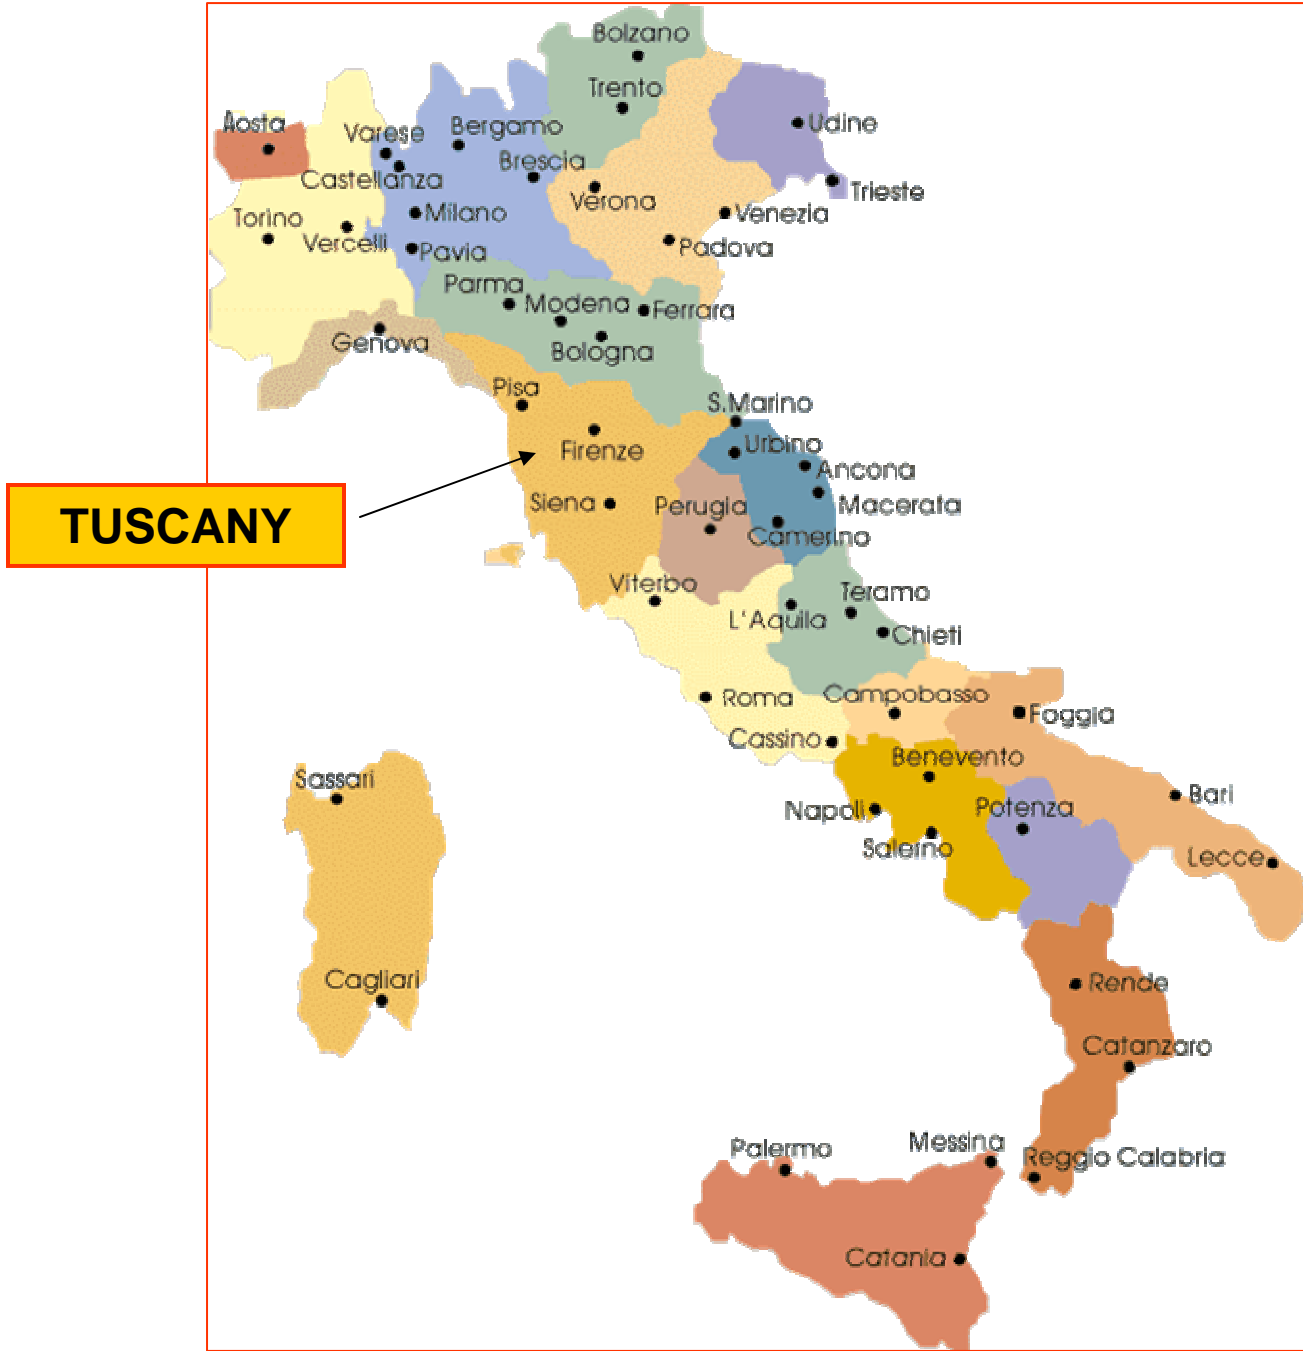 Bolzano
Trento
Aosta
Varese
Bergamo
Udine
Castellanza
Brescia
Verona
Trieste
Torino
Vercelli
Milano
Venezia
Pavia
Padova
Parma
Modena
Ferrara
Genova
Bologna
Pisa
S.Marino
Firenze
Urbino
Ancona
Siena
Perugia
Macerata
TUSCANY
Camerino
Viterbo
Teramo
L'Aquila
Chieti
Roma
Campobasso
Foggia
Cassino
Benevento
Sassari
Napoli
Potenza
Bari
Salerno
Lecce
Cagliari
Rende
Catanzaro
Palermo
Messina
Reggio Calabria
Catania